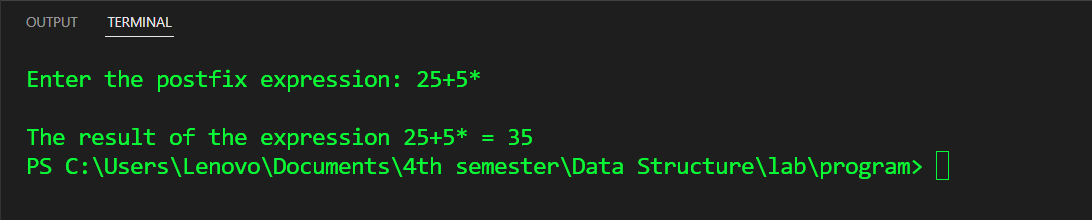 OUTPUT TERMINAL
Enter the postfix expression: 25+5*
The result of the expression 25+5* = 35
PS C:\Users\Lenovo\Documents\4th semester\Data Structure\lab\program>